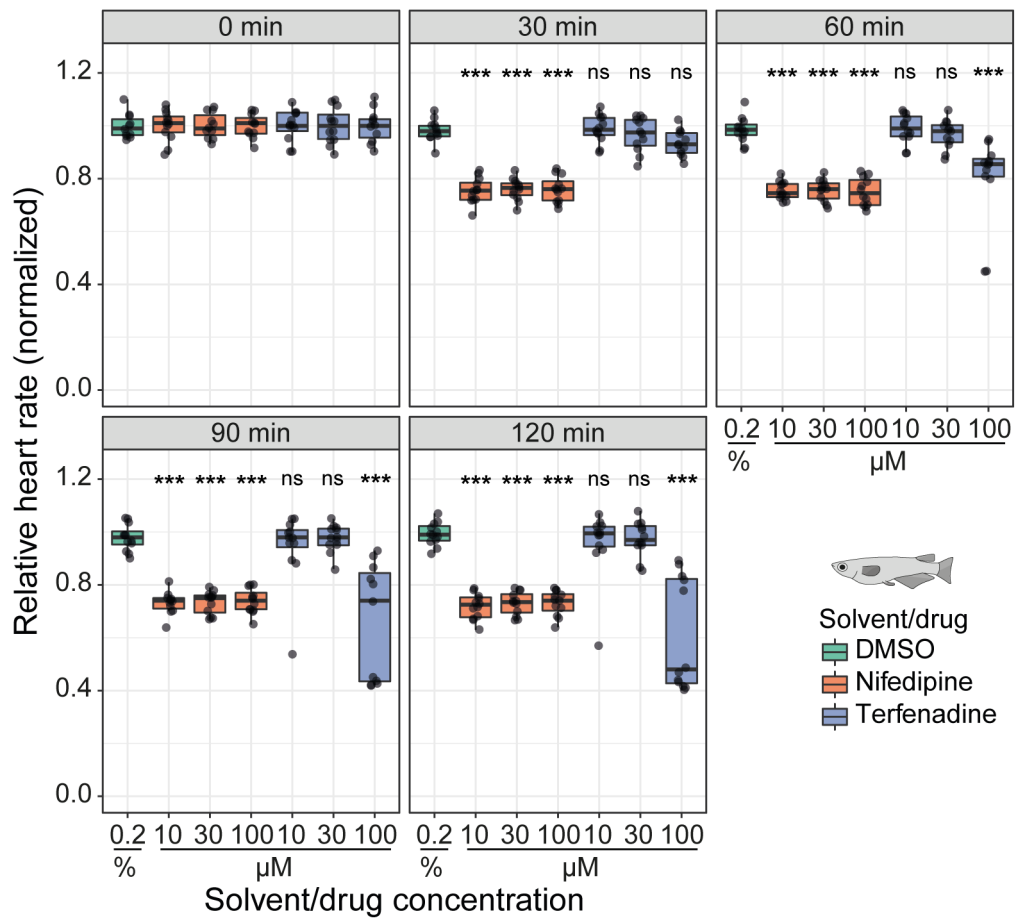 0 min 30 min 60 min
1.2
*** *** *** ns ns ns
*** *** *** ns ns ***
0.8
0.4
0.0
0.2 10 30 100 10 30 100
% µM
90 min 120 min
1.2
*** *** *** ns ns ***
*** *** *** ns ns ***
0.8
0.4
0.0
0.2 10 30 100 10 30 100
% µM
0.2 10 30 100 10 30 100
% µM
Relative heart rate (normalized)
Solvent/drug concentration
Solvent/drug
DMSO
Nifedipine
Terfenadine